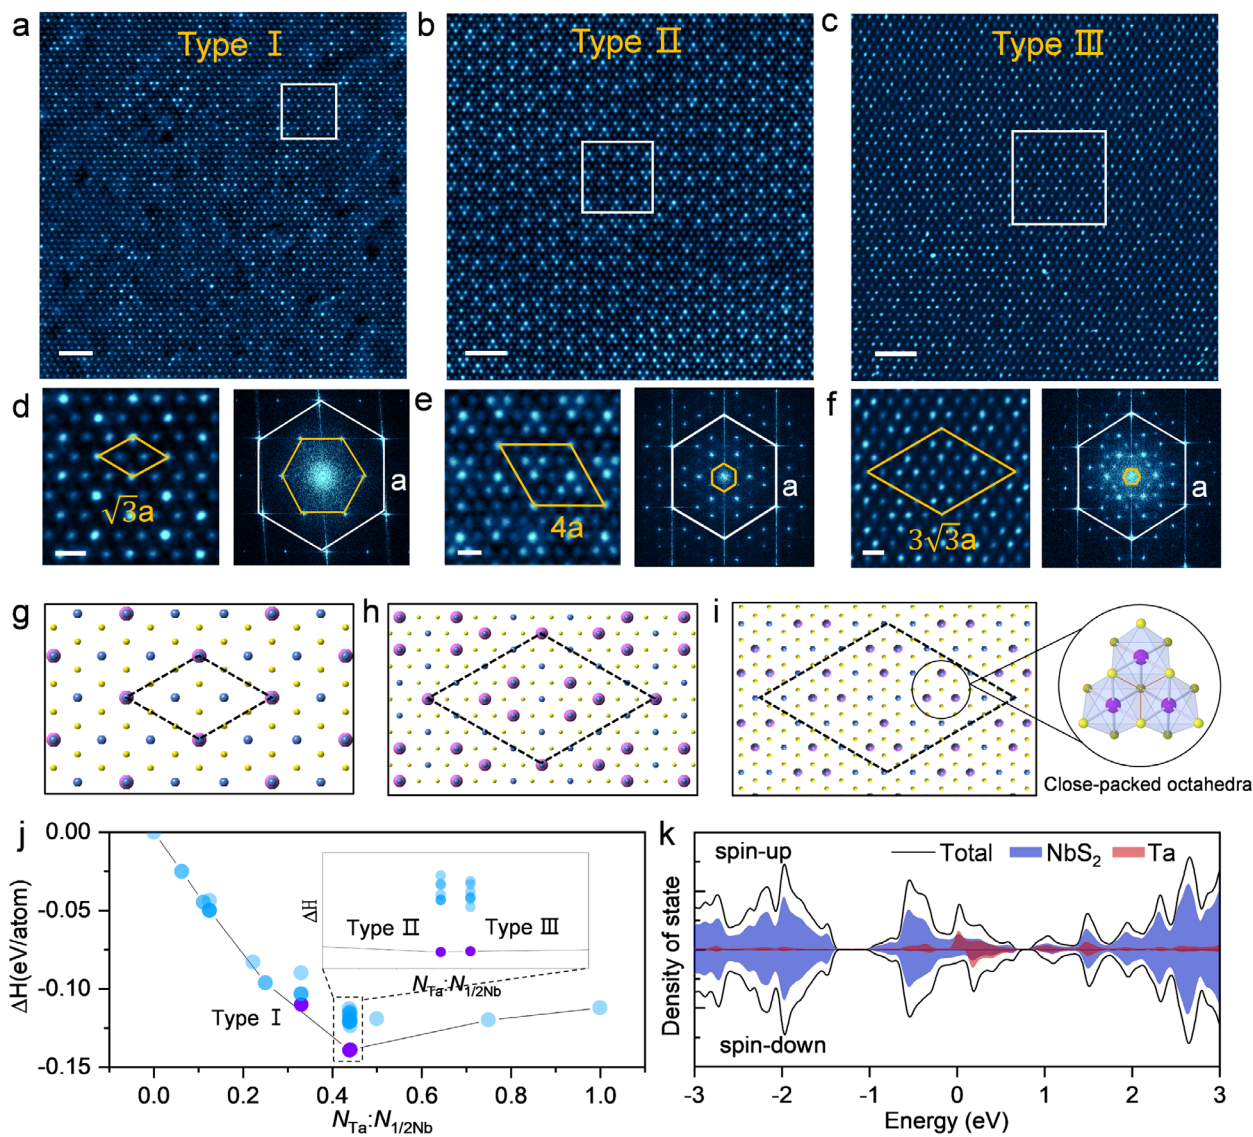 a
Type Ⅰ
b
Type Ⅱ
c
Type Ⅲ
d
√3a
a
e
4a
a
f
3√3a
a
g
h
i
Close-packed octahedra
j
0.00
-0.05
-0.10
-0.15
ΔH(eV/atom)
0.0
0.2
0.4
0.6
0.8
1.0
N_Ta:N_1/2Nb
Type Ⅰ
ΔH
Type Ⅱ
Type Ⅲ
N_Ta:N_1/2Nb
k
spin-up
Total
NbS₂
Ta
Density of state
spin-down
-3
-2
-1
0
1
2
3
Energy (eV)